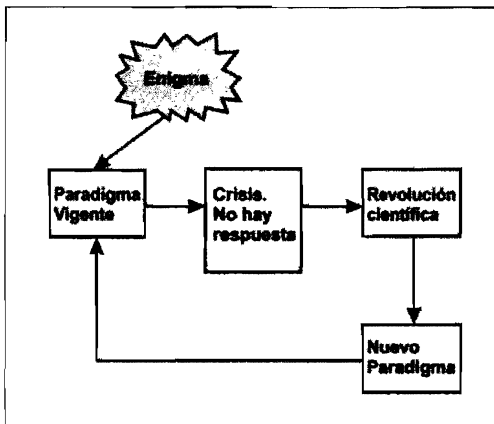 Enigma
Paradigma
Vigente
Crisis.
No hay
respuesta
Revolución
científica
Nuevo
Paradigma